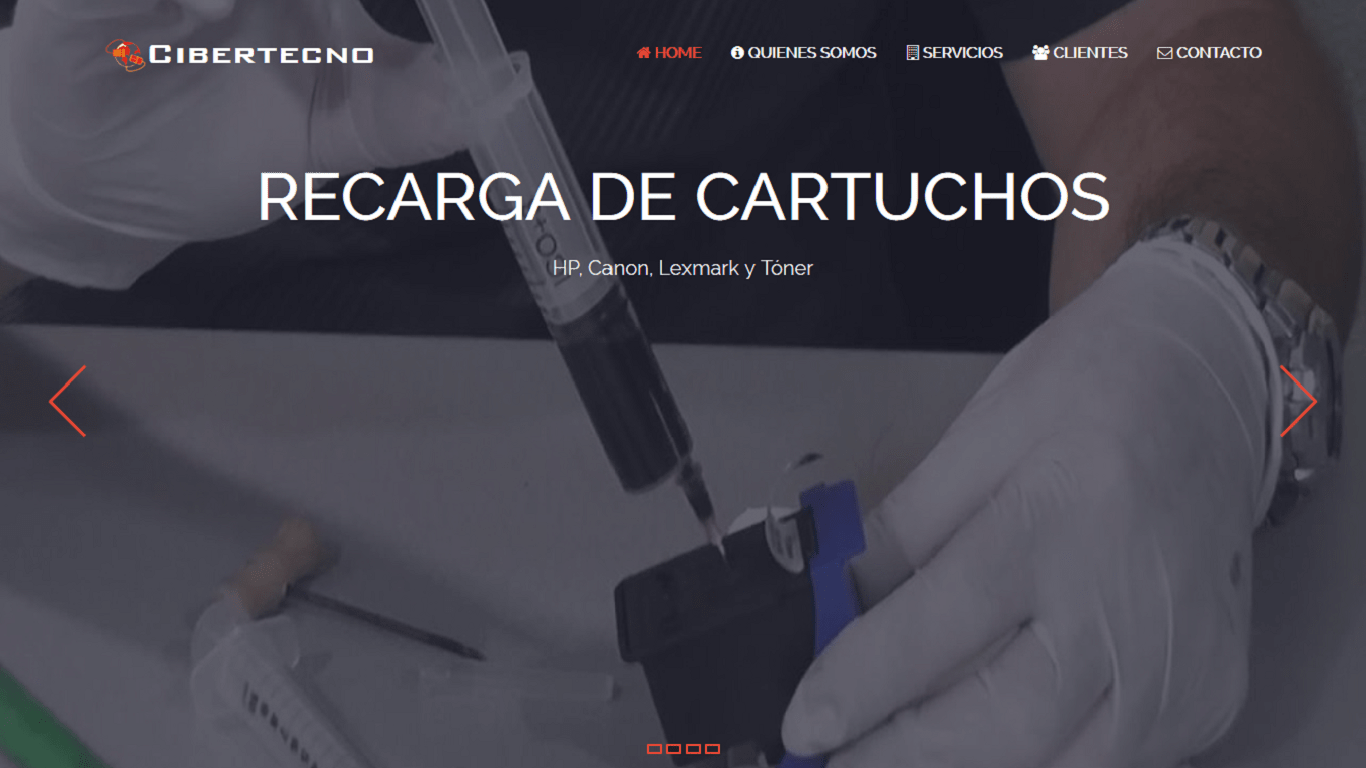 CIBERTECNO
HOME
QUIENES SOMOS
SERVICIOS
CLIENTES
CONTACTO
RECARGA DE CARTUCHOS
HP, Canon, Lexmark y Tóner